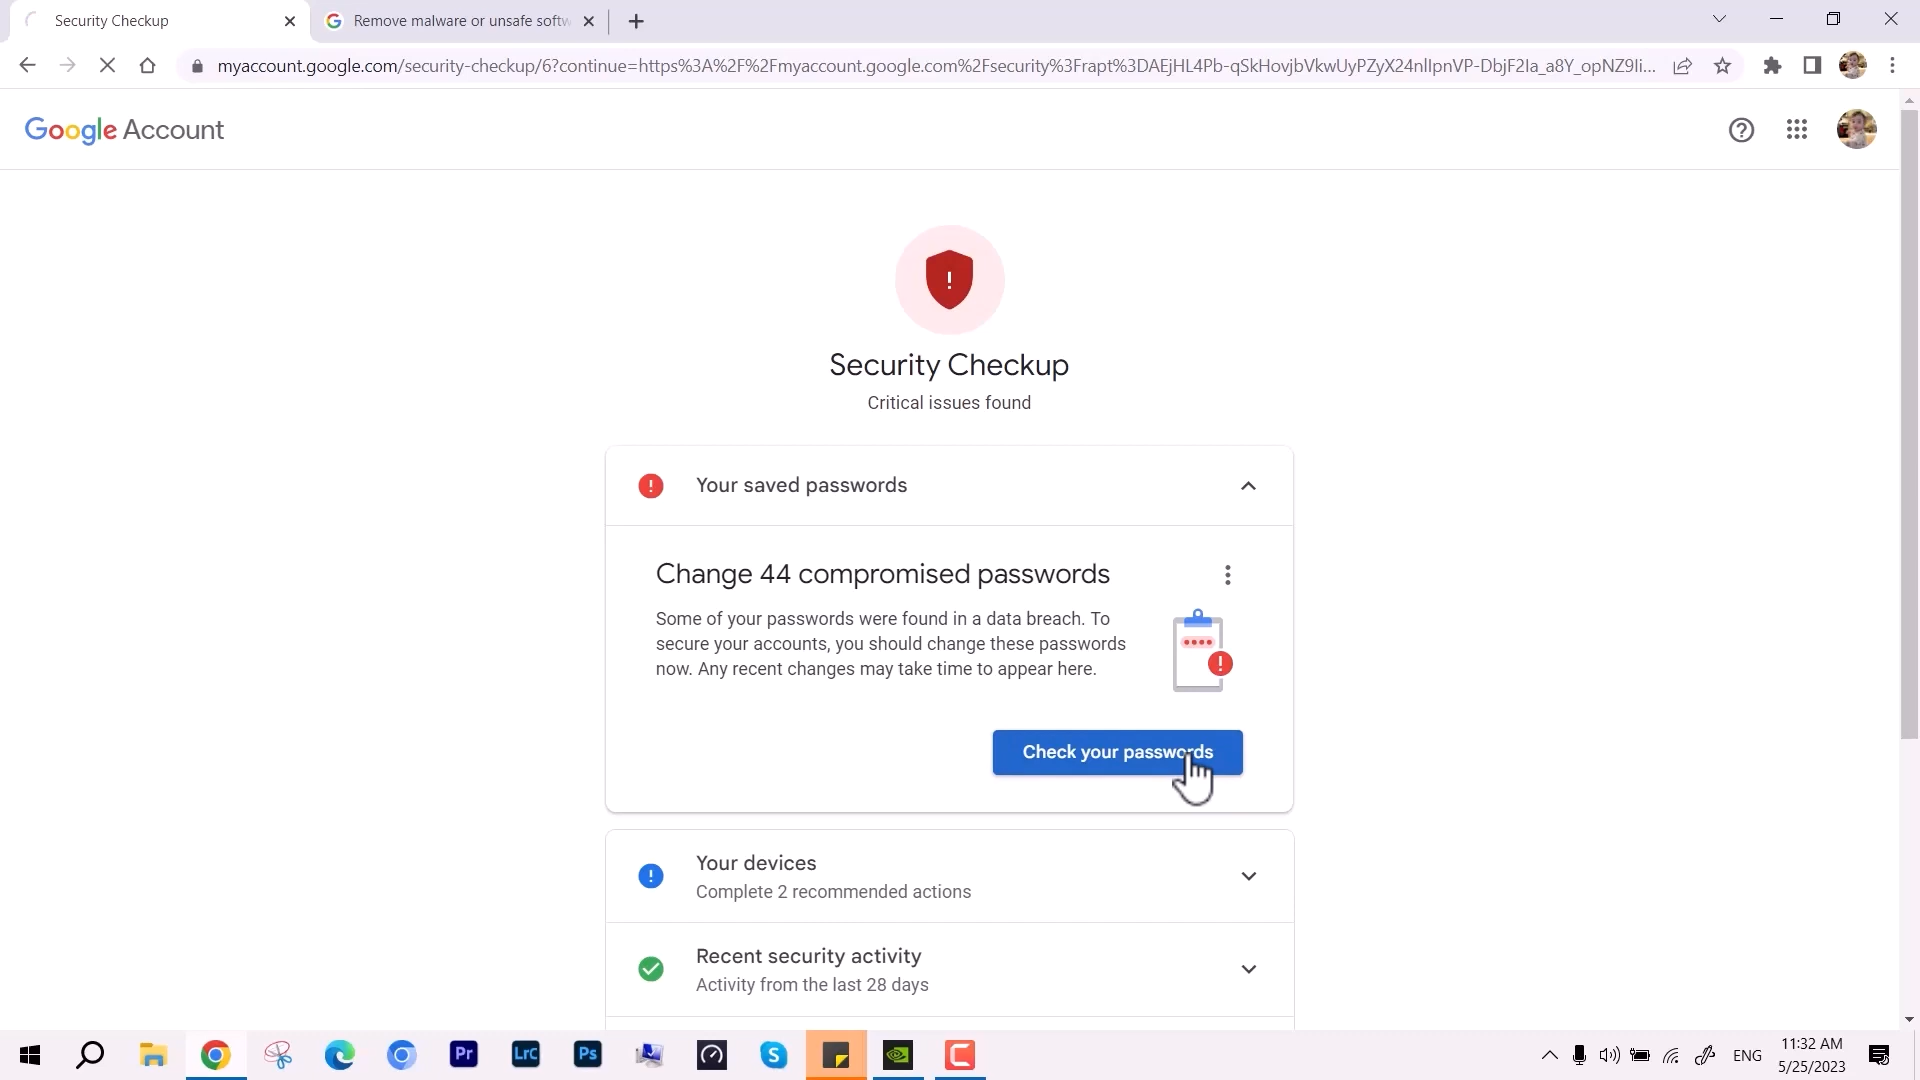 Security Checkup
Remove malware or unsafe softw
myaccount.google.com/security-checkup/6?continue=https%3A%2F%2Fmyaccount.google.com%2Fsecurity%3Frapt%3DAEjHL4Pb-qSkHovjbVkwUyPZyX24nlIpnVP-DbjF2Ia_a8Y_opNZ9Ii...
Google Account
Security Checkup
Critical issues found
Your saved passwords
Change 44 compromised passwords
Some of your passwords were found in a data breach. To
secure your accounts, you should change these passwords
now. Any recent changes may take time to appear here.
Check your passwords
Your devices
Complete 2 recommended actions
Recent security activity
Activity from the last 28 days
Pr
LrC
Ps
ENG
11:32 AM
5/25/2023